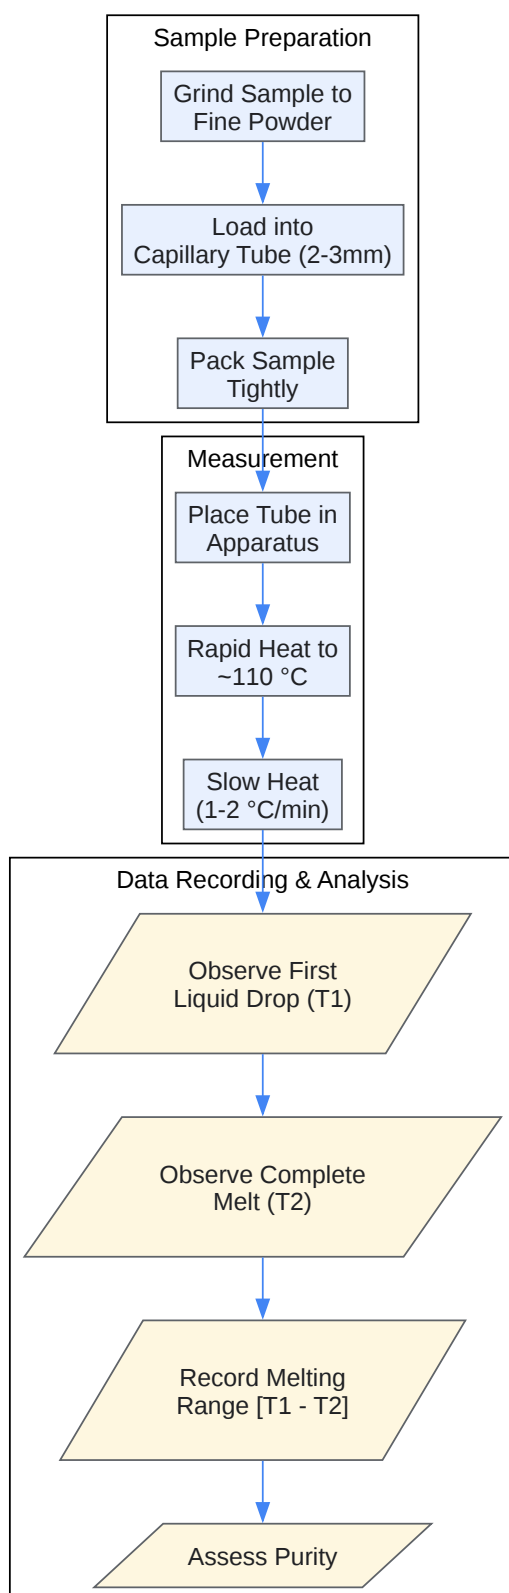 Sample Preparation
Grind Sample to
Fine Powder
Load into
Capillary Tube (2-3mm)
Pack Sample
Tightly
Measurement
Place Tube in
Apparatus
Rapid Heat to
~110 °C
Slow Heat
(1-2 °C/min)
Data Recording & Analysis
Observe First
Liquid Drop (T1)
Observe Complete
Melt (T2)
Record Melting
Range [T1 - T2]
Assess Purity